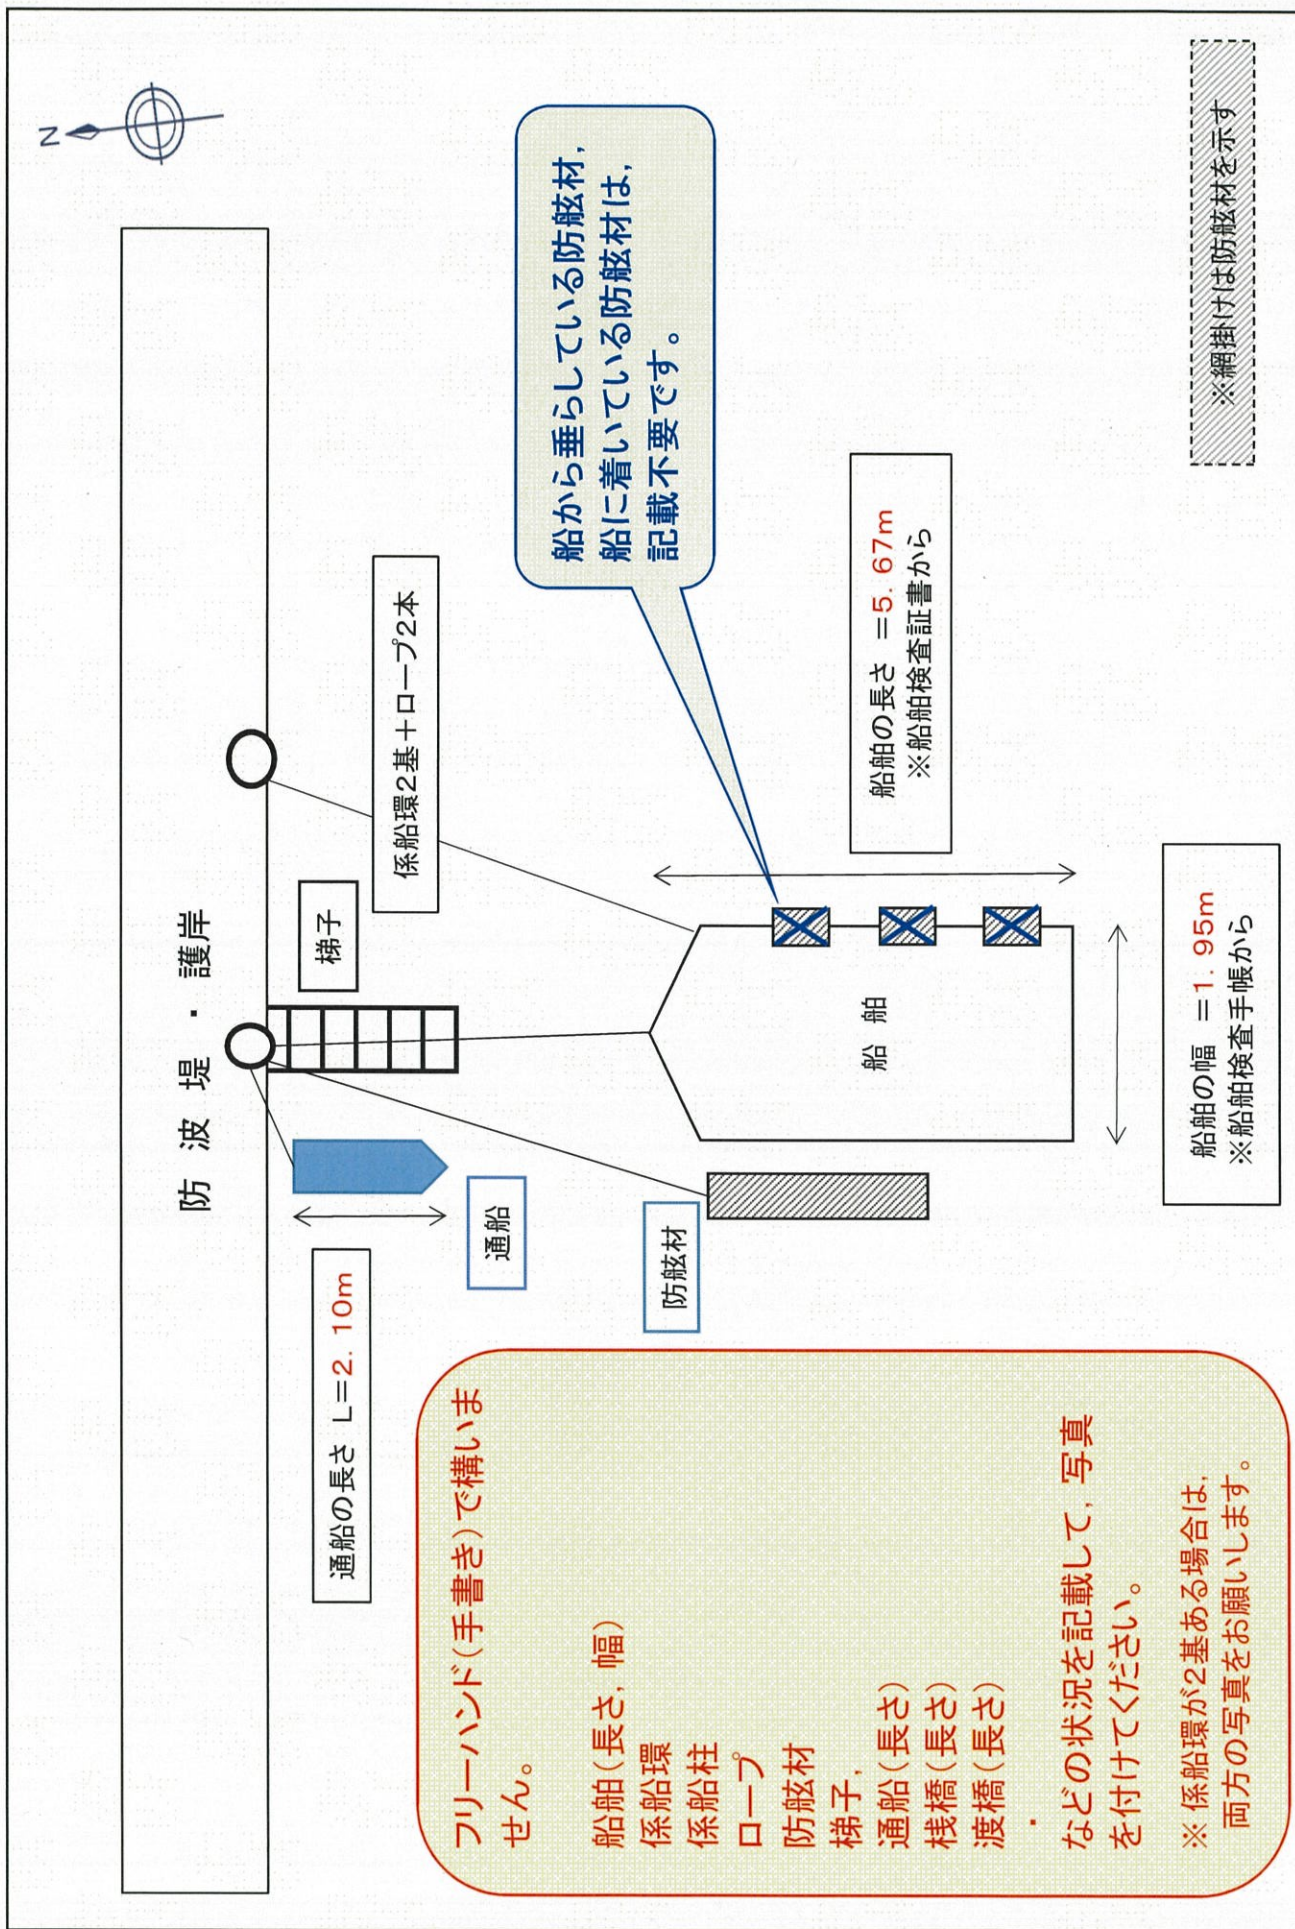 N
防 波 堤 ・ 護岸
梯子
係船環2基＋ロープ2本
船から垂らしている防舷材，
船に着いている防舷材は，
記載不要です。
通船の長さ L＝2．10m
通船
防舷材
船 舶
船舶の長さ ＝5．67m
※船舶検査証書から
船舶の幅 ＝1．95m
※船舶検査手帳から
※網掛けは防舷材を示す
フリーハンド（手書き）で構いま
せん。
船舶（長さ，幅）
係船環
係船柱
ロープ
防舷材
梯子，
通船（長さ）
桟橋（長さ）
渡橋（長さ）
・
などの状況を記載して，写真
を付けてください。
※ 係船環が2基ある場合は，
両方の写真をお願いします。